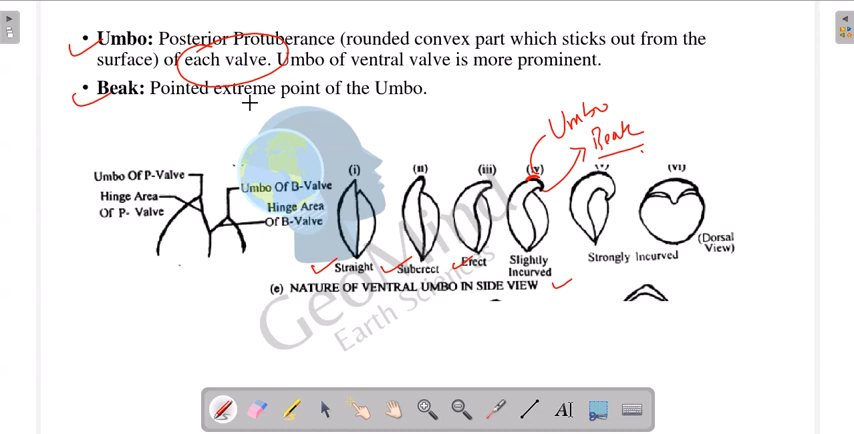 • Umbo: Posterior Protuberance (rounded convex part which sticks out from the
surface) of each valve. Umbo of ventral valve is more prominent.
• Beak: Pointed extreme point of the Umbo.
Umbo
Beak
Umbo Of P-Valve
Hinge Area
Of P- Valve
Umbo Of B-Valve
Hinge Area
Of B-Valve
(i)
(ii)
(iii)
(iv)
(vi)
Straight
Suberect
Erect
Slightly
Incurved
Strongly Incurved
(Dorsal
View)
(e) NATURE OF VENTRAL UMBO IN SIDE VIEW
GeoMind
Earth Sciences
AI